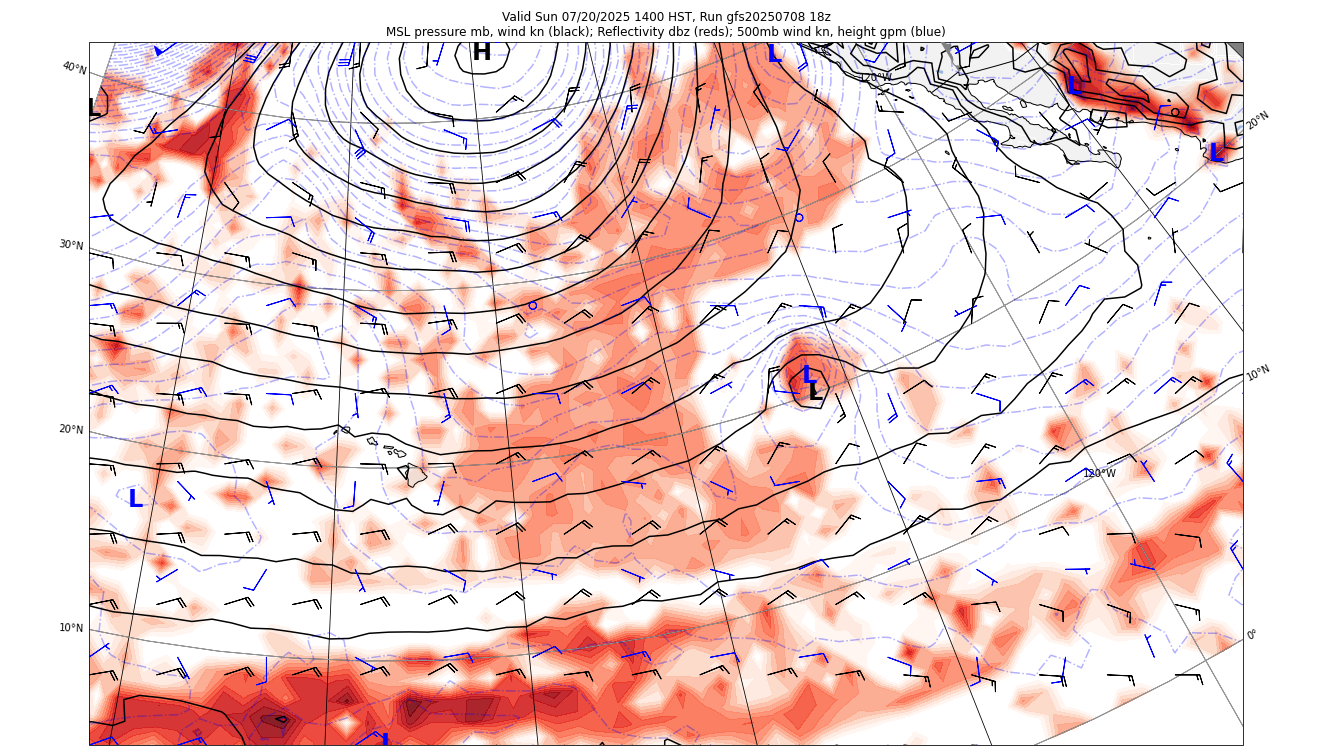 Valid Sun 07/20/2025 1400 HST, Run gfs20250708 18z
MSL pressure mb, wind kn (black); Reflectivity dbz (reds); 500mb wind kn, height gpm (blue)
H
L
40°N
120°W
L
L
20°N
L
30°N
L
L
10°N
20°N
120°W
L
10°N
0°
L